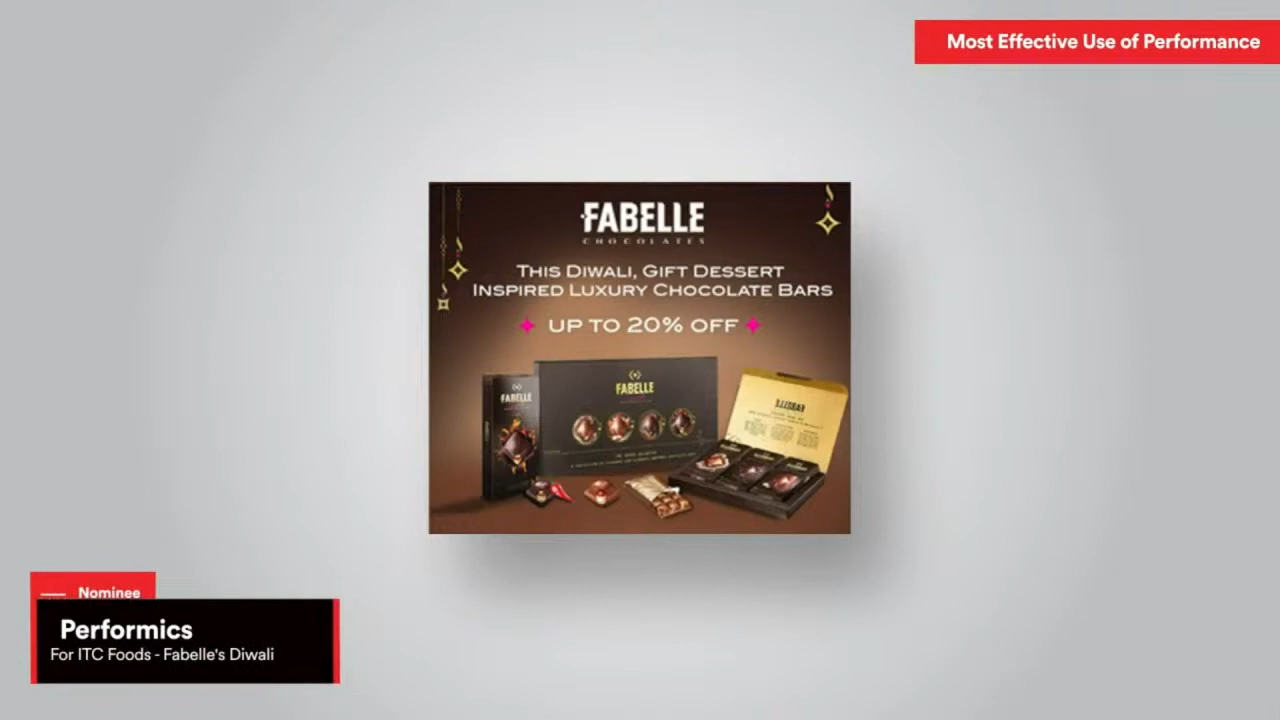 Most Effective Use of Performance
FABELLE
CHOCOLATES
THIS DIWALI, GIFT DESSERT
INSPIRED LUXURY CHOCOLATE BARS
UP TO 20% OFF
FABELLE
FABELLE
FABELLE
Nominee
Performics
For ITC Foods - Fabelle's Diwali